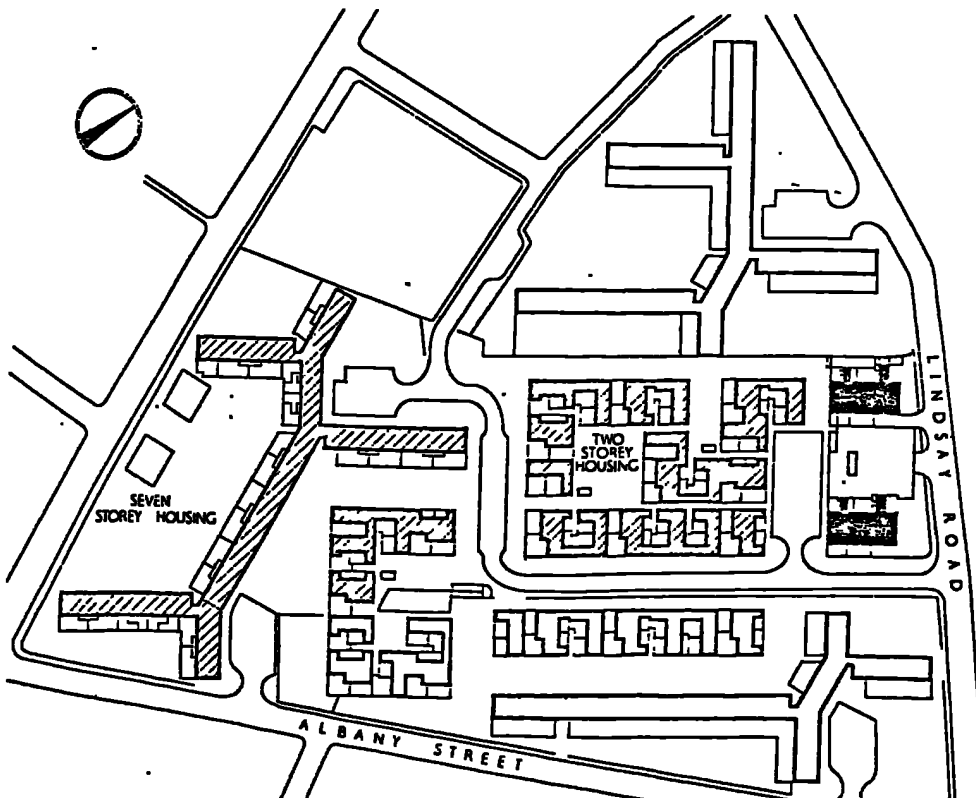 LINDSAY ROAD
TWO
STOREY
HOUSING
SEVEN
STOREY HOUSING
ALBANY STREET